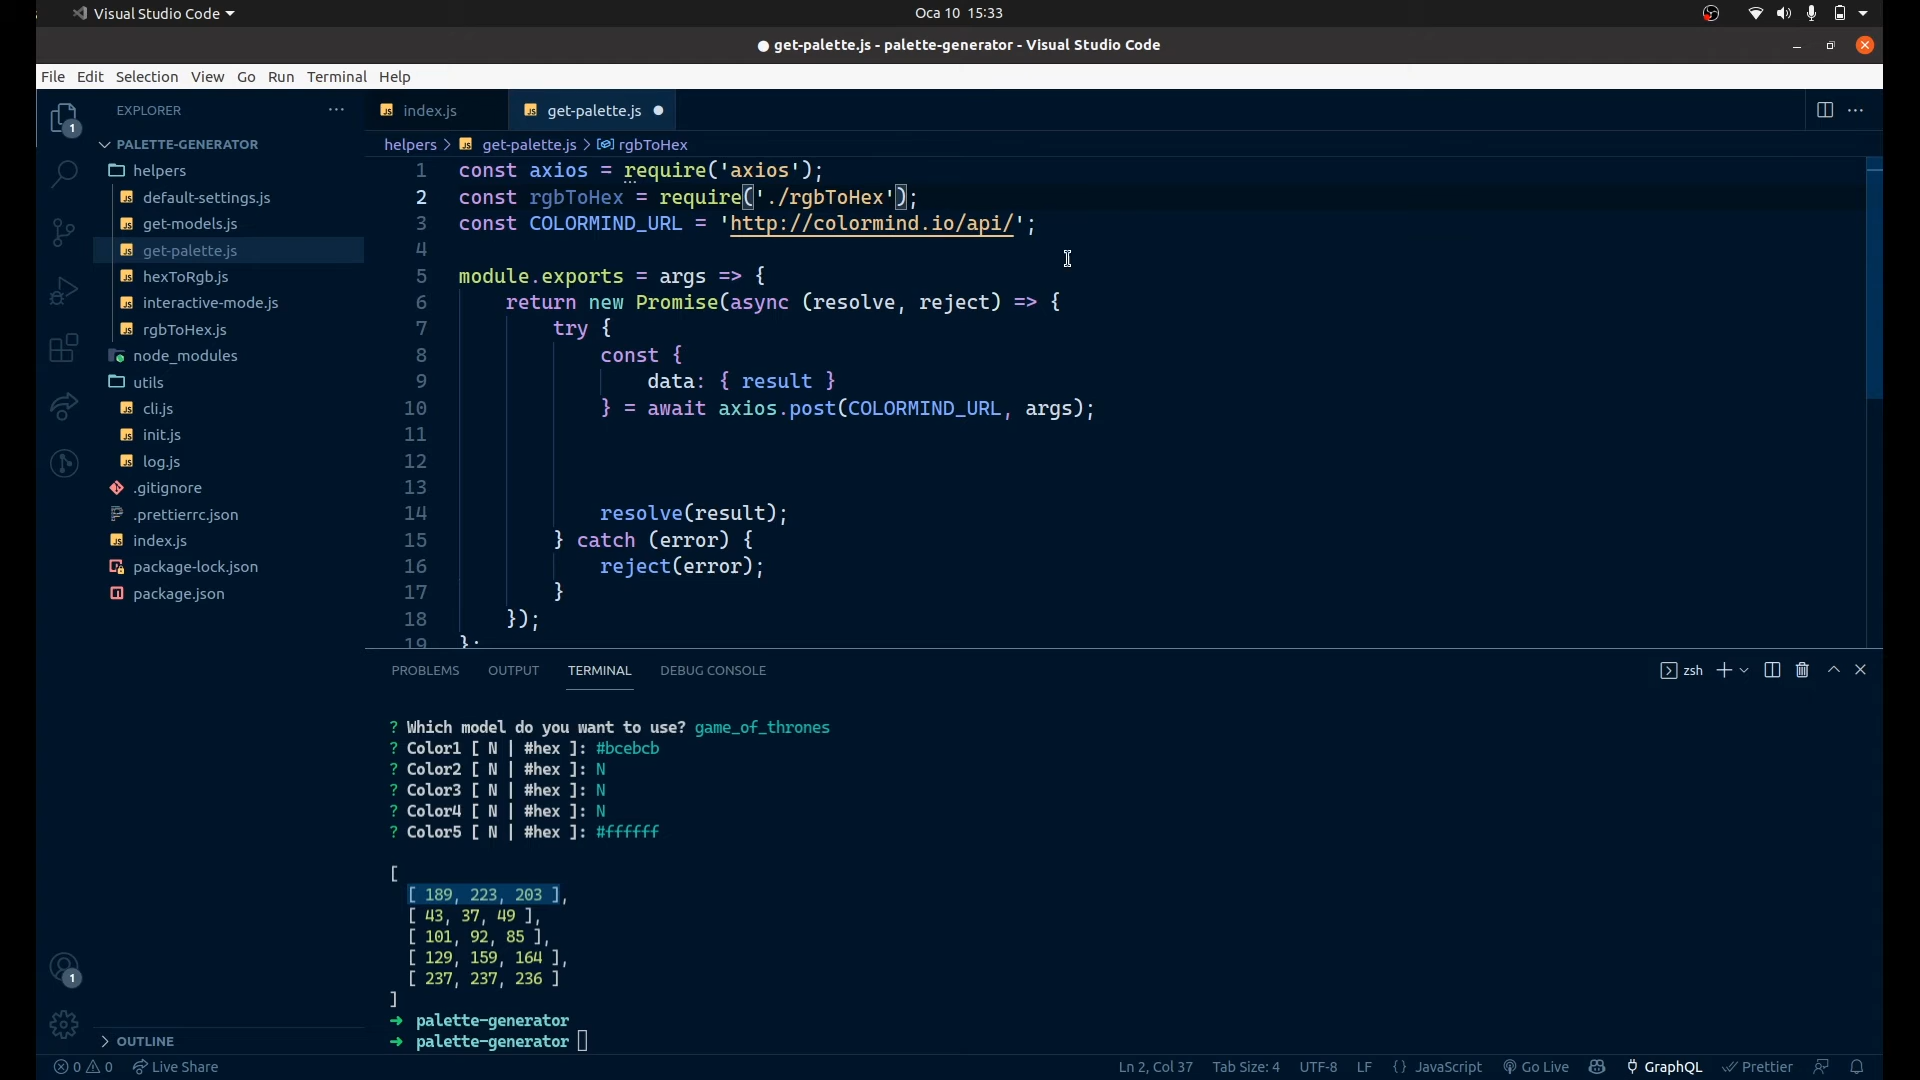 Visual Studio Code
Oca 10 15:33
get-palette.js - palette-generator - Visual Studio Code
File Edit Selection View Go Run Terminal Help
EXPLORER
1
PALETTE-GENERATOR
helpers
default-settings.js
get-models.js
get-palette.js
hexToRgb.js
interactive-mode.js
rgbToHex.js
node_modules
utils
cli.js
init.js
log.js
.gitignore
.prettierrc.json
index.js
package-lock.json
package.json
1
OUTLINE
index.js
get-palette.js
helpers > get-palette.js > rgbToHex
1 const axios = require('axios');
2 const rgbToHex = require('./rgbToHex');
3 const COLORMIND_URL = 'http://colormind.io/api/';
4
5 module.exports = args => {
6 return new Promise(async (resolve, reject) => {
7 try {
8 const {
9 data: { result }
10 } = await axios.post(COLORMIND_URL, args);
11
12
13
14 resolve(result);
15 } catch (error) {
16 reject(error);
17 }
18 });
19 };
PROBLEMS OUTPUT TERMINAL DEBUG CONSOLE
zsh
? Which model do you want to use? game_of_thrones
? Color1 [ N | #hex ]: #bcebcb
? Color2 [ N | #hex ]: N
? Color3 [ N | #hex ]: N
? Color4 [ N | #hex ]: N
? Color5 [ N | #hex ]: #ffffff
[
[ 189, 223, 203 ],
[ 43, 37, 49 ],
[ 101, 92, 85 ],
[ 129, 159, 164 ],
[ 237, 237, 236 ]
]
➜ palette-generator
➜ palette-generator
0 0 Live Share
Ln 2, Col 37 Tab Size: 4 UTF-8 LF {} JavaScript Go Live GraphQL Prettier